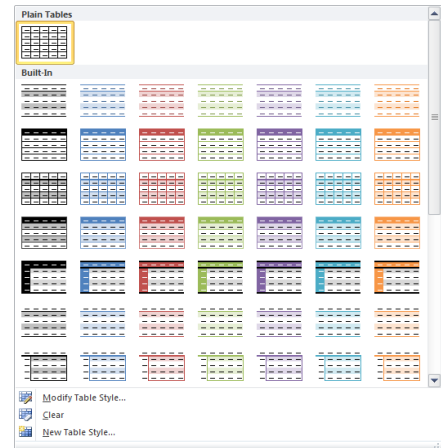 Plain Tables
Built-In
Modify Table Style...
Clear
New Table Style...